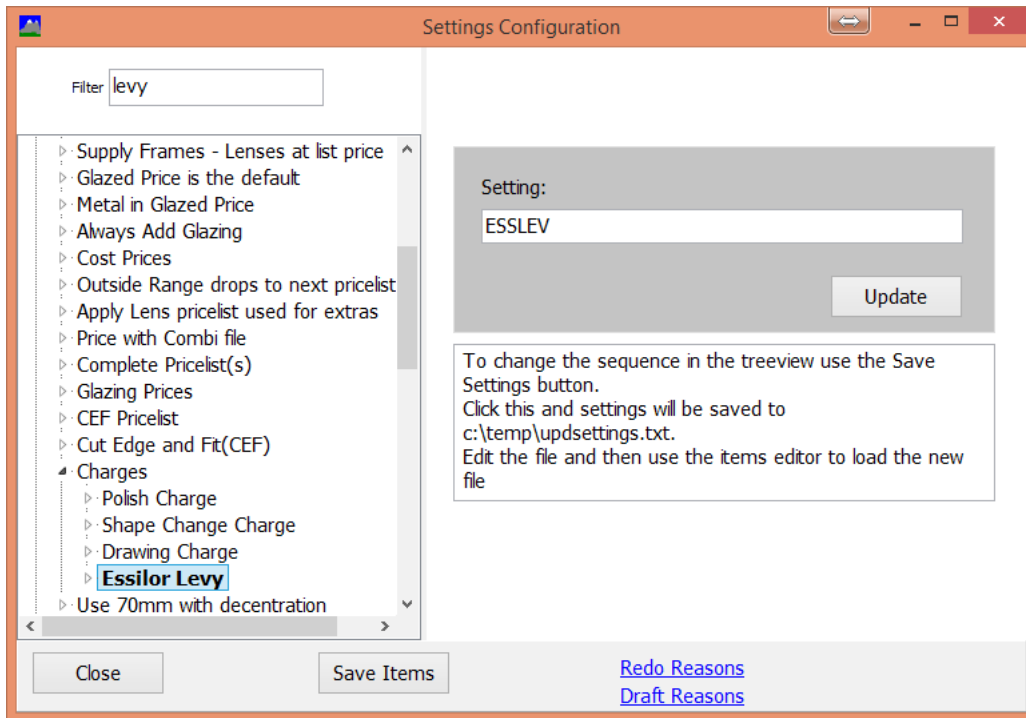 Settings Configuration
Filter levy
Supply Frames - Lenses at list price
Glazed Price is the default
Metal in Glazed Price
Always Add Glazing
Cost Prices
Outside Range drops to next pricelist
Apply Lens pricelist used for extras
Price with Combi file
Complete Pricelist(s)
Glazing Prices
CEF Pricelist
Cut Edge and Fit(CEF)
Charges
Polish Charge
Shape Change Charge
Drawing Charge
Essilor Levy
Use 70mm with decentration
Setting:
ESSLEV
Update
To change the sequence in the treeview use the Save
Settings button.
Click this and settings will be saved to
c:\temp\updsettings.txt.
Edit the file and then use the items editor to load the new
file
Close
Save Items
Redo Reasons
Draft Reasons